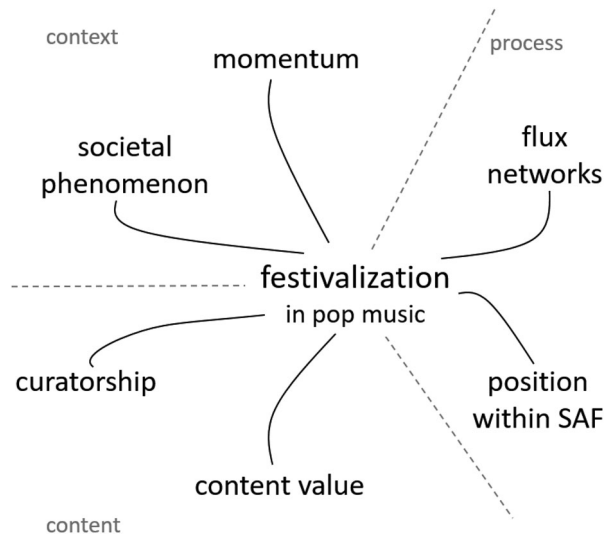 context
process
momentum
societal
phenomenon
flux
networks
festivalization
in pop music
curatorship
position
within SAF
content value
content